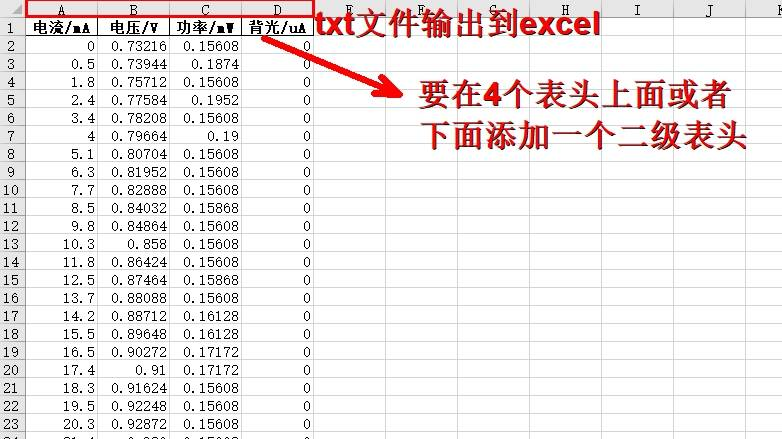 A B C D E F G H I J K
1 电流/mA 电压/V 功率/mW 背光/uA txt文件输出到excel
2 0 0.73216 0.15608 0
3 0.5 0.73944 0.1874 0
4 1.8 0.75712 0.15608 0
要在4个表头上面或者
5 2.4 0.77584 0.1952 0
6 3.4 0.78208 0.15608 0
下面添加一个二级表头
7 4 0.79664 0.19 0
8 5.1 0.80704 0.15608 0
9 6.3 0.81952 0.15608 0
10 7.7 0.82888 0.15608 0
11 8.5 0.84032 0.15868 0
12 9.8 0.84864 0.15608 0
13 10.3 0.858 0.15608 0
14 11.8 0.86424 0.15608 0
15 12.5 0.87464 0.15868 0
16 13.7 0.88088 0.15608 0
17 14.2 0.88712 0.16128 0
18 15.5 0.89648 0.16128 0
19 16.5 0.90272 0.17172 0
20 17.4 0.91 0.17172 0
21 18.3 0.91624 0.15608 0
22 19.5 0.92248 0.15608 0
23 20.3 0.92872 0.15608 0